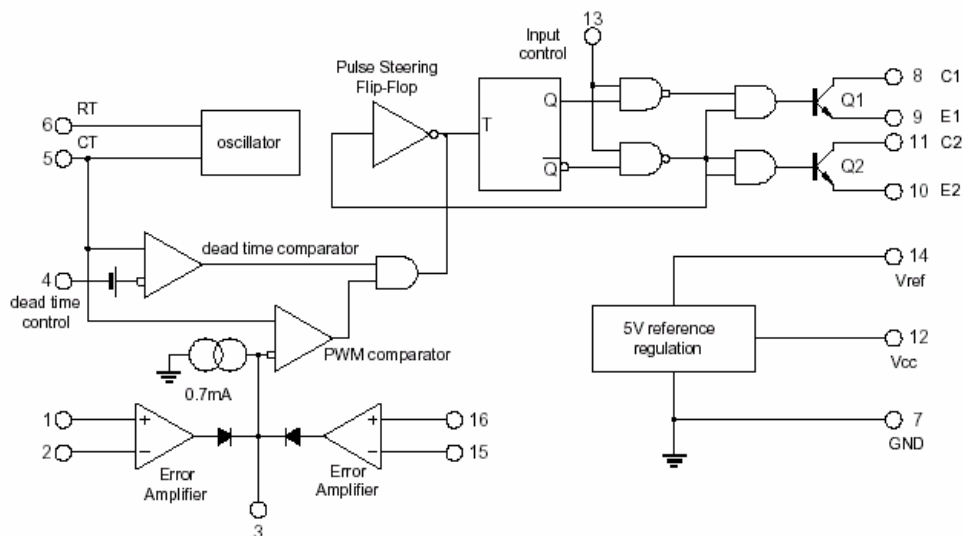 13
Input
control
Pulse Steering
Flip-Flop
8 C1
Q1
9 E1
11 C2
Q2
10 E2
Q
T
Q
6 RT
5 CT
oscillator
4
dead time
control
dead time comparator
PWM comparator
0.7mA
14
Vref
5V reference
regulation
12
Vcc
7
GND
1 +
2 −
+ 16
− 15
Error
Amplifier
Error
Amplifier
3